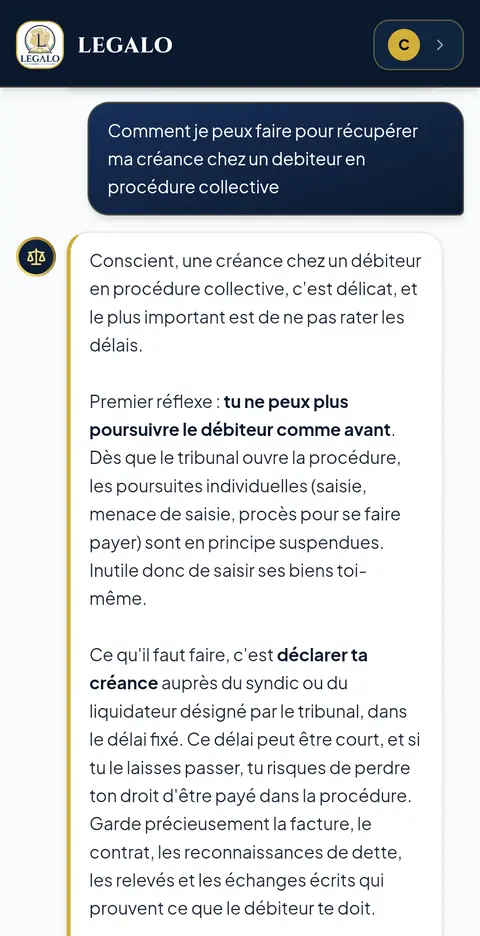 LEGALO
L
LEGALO
C
Comment je peux faire pour récupérer
ma créance chez un debiteur en
procédure collective
Conscient, une créance chez un débiteur
en procédure collective, c'est délicat, et
le plus important est de ne pas rater les
délais.
Premier réflexe : tu ne peux plus
poursuivre le débiteur comme avant.
Dès que le tribunal ouvre la procédure,
les poursuites individuelles (saisie,
menace de saisie, procès pour se faire
payer) sont en principe suspendues.
Inutile donc de saisir ses biens toi-
même.
Ce qu'il faut faire, c'est déclarer ta
créance auprès du syndic ou du
liquidateur désigné par le tribunal, dans
le délai fixé. Ce délai peut être court, et si
tu le laisses passer, tu risques de perdre
ton droit d'être payé dans la procédure.
Garde précieusement la facture, le
contrat, les reconnaissances de dette,
les relevés et les échanges écrits qui
prouvent ce que le débiteur te doit.